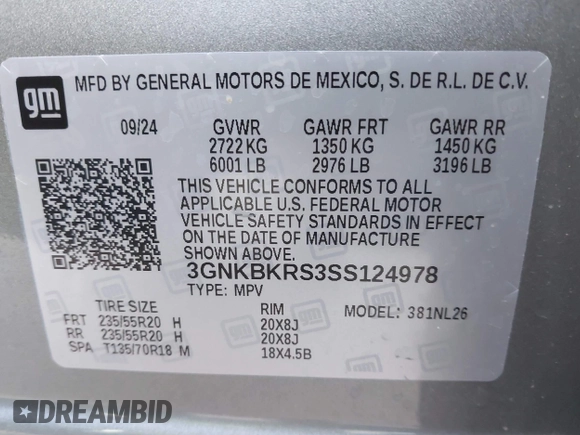 gm
MFD BY GENERAL MOTORS DE MEXICO, S. DE R.L. DE C.V.
09/24 GVWR GAWR FRT GAWR RR
2722 KG 1350 KG 1450 KG
6001 LB 2976 LB 3196 LB
THIS VEHICLE CONFORMS TO ALL
APPLICABLE U.S. FEDERAL MOTOR
VEHICLE SAFETY STANDARDS IN EFFECT
ON THE DATE OF MANUFACTURE
SHOWN ABOVE.
3GNKBKRS3SS124978
TYPE: MPV
TIRE SIZE RIM MODEL: 381NL26
FRT 235/55R20 H 20X8J
RR 235/55R20 H 20X8J
SPA T135/70R18 M 18X4.5B
DREAMBID